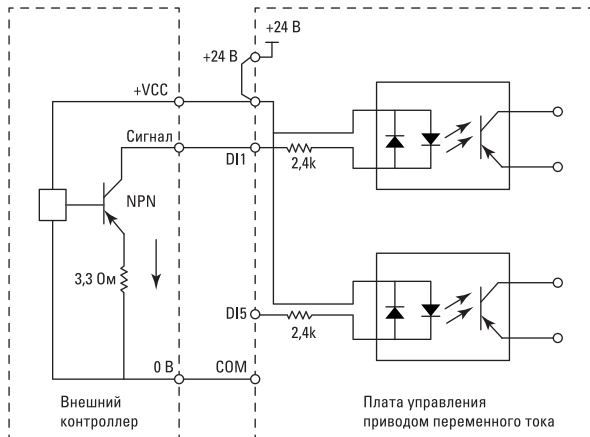 +24 В
+24 В
+VCC
Сигнал
DI1
2,4k
NPN
3,3 Ом
DI5
2,4k
0 В
COM
Внешний
контроллер
Плата управления
приводом переменного тока